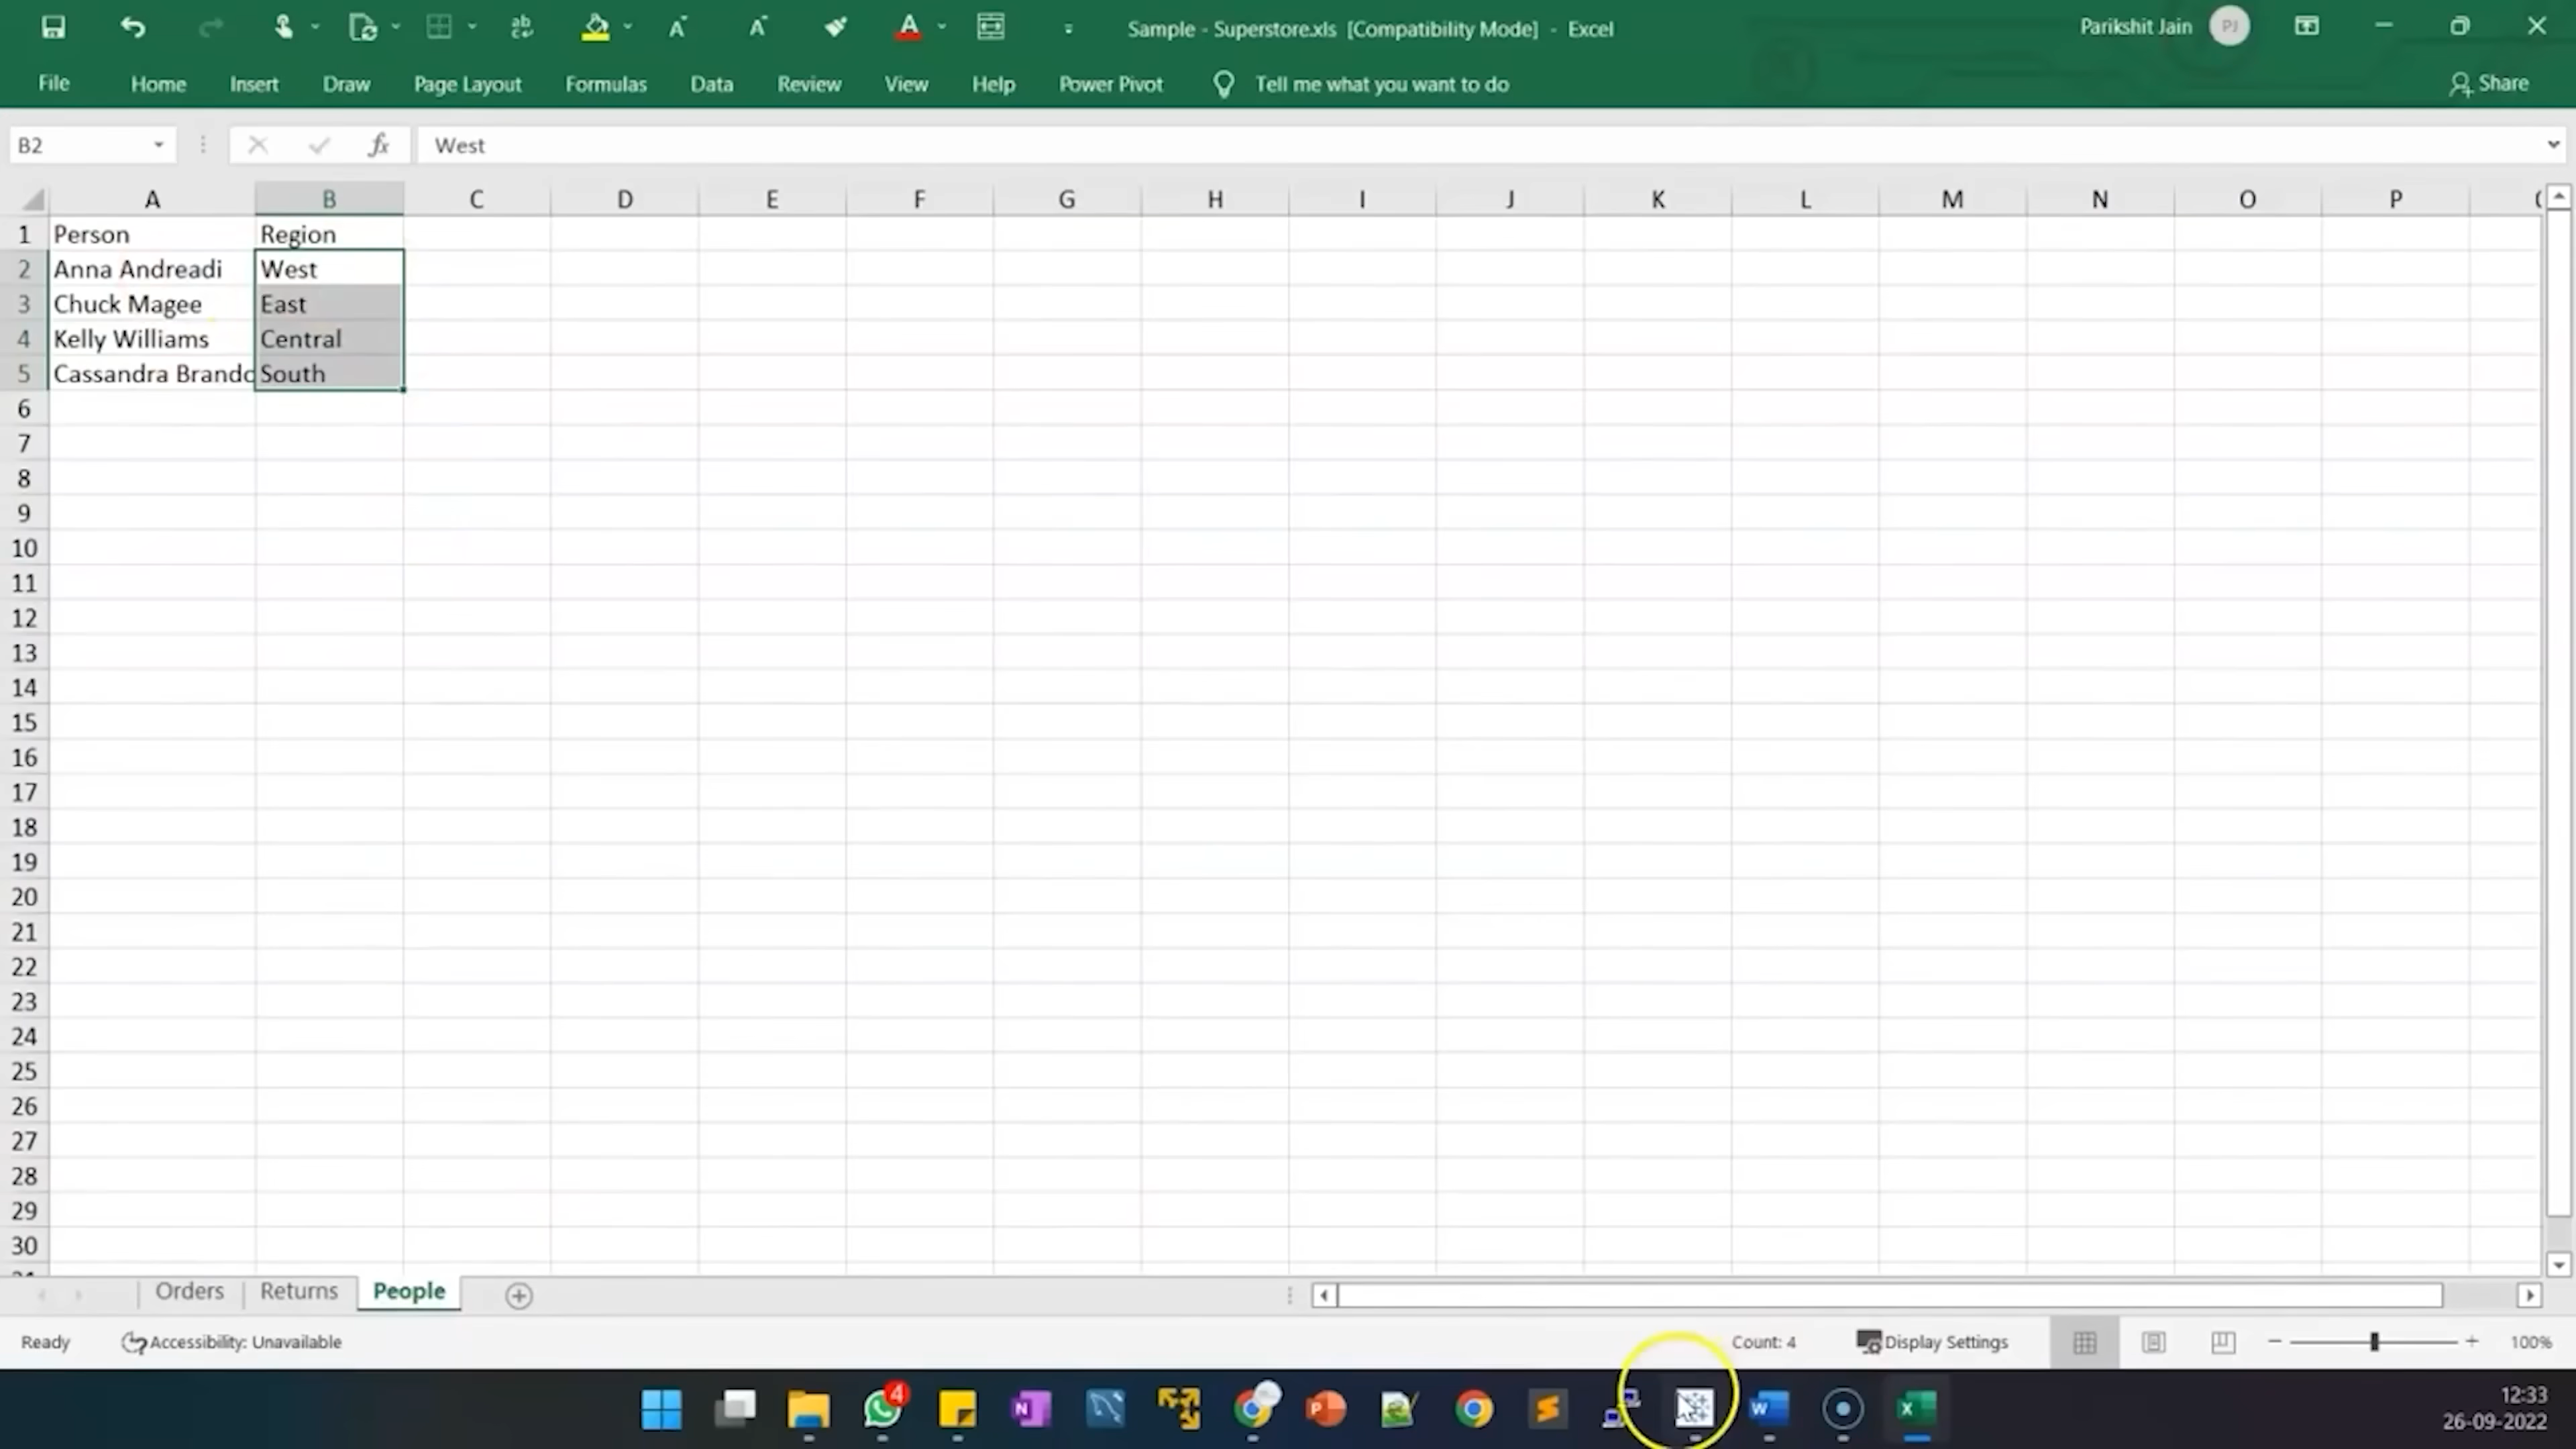 Sample - Superstore.xls [Compatibility Mode] - Excel
Parikshit Jain PJ
File Home Insert Draw Page Layout Formulas Data Review View Help Power Pivot Tell me what you want to do Share
B2 fx West
A B C D E F G H I J K L M N O P
1 Person Region
2 Anna Andreadi West
3 Chuck Magee East
4 Kelly Williams Central
5 Cassandra Brando South
6
7
8
9
10
11
12
13
14
15
16
17
18
19
20
21
22
23
24
25
26
27
28
29
30
Orders Returns People
Ready Accessibility: Unavailable Count: 4 Display Settings 100%
4
12:33
26-09-2022